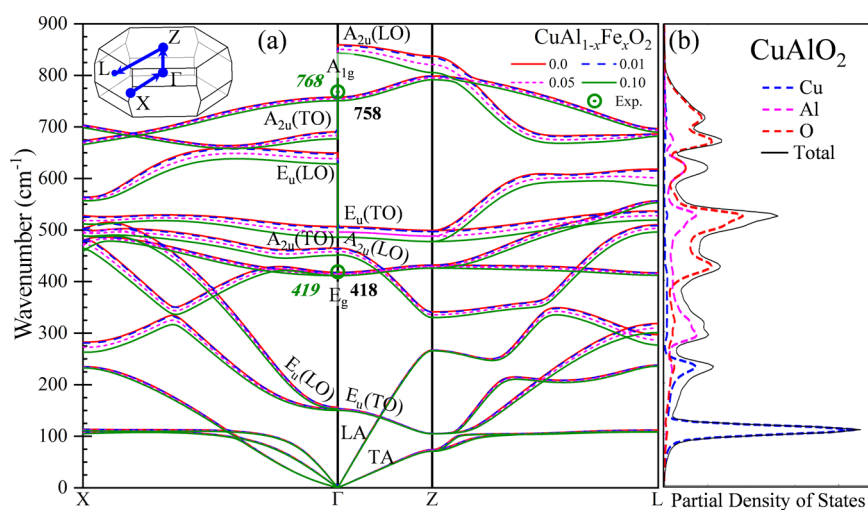 (a)
CuAl1-xFexO2
0.0
0.01
0.05
0.10
Exp.
L
Z
Γ
X
A2u(LO)
A1g
768
758
A2u(TO)
Eu(LO)
Eu(TO)
A2u(TO)
A2u(LO)
419
418
Eg
Eu(LO)
Eu(TO)
LA
TA
Wavenumber (cm-1)
900
800
700
600
500
400
300
200
100
0
X
Γ
Z
L
(b)
CuAlO2
Cu
Al
O
Total
Partial Density of States